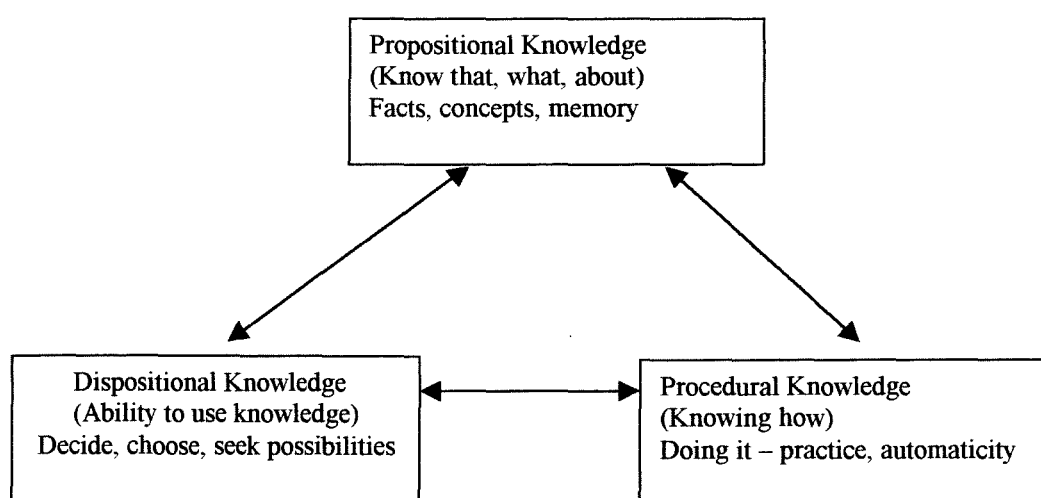 Propositional Knowledge
(Know that, what, about)
Facts, concepts, memory
Dispositional Knowledge
(Ability to use knowledge)
Decide, choose, seek possibilities
Procedural Knowledge
(Knowing how)
Doing it – practice, automaticity